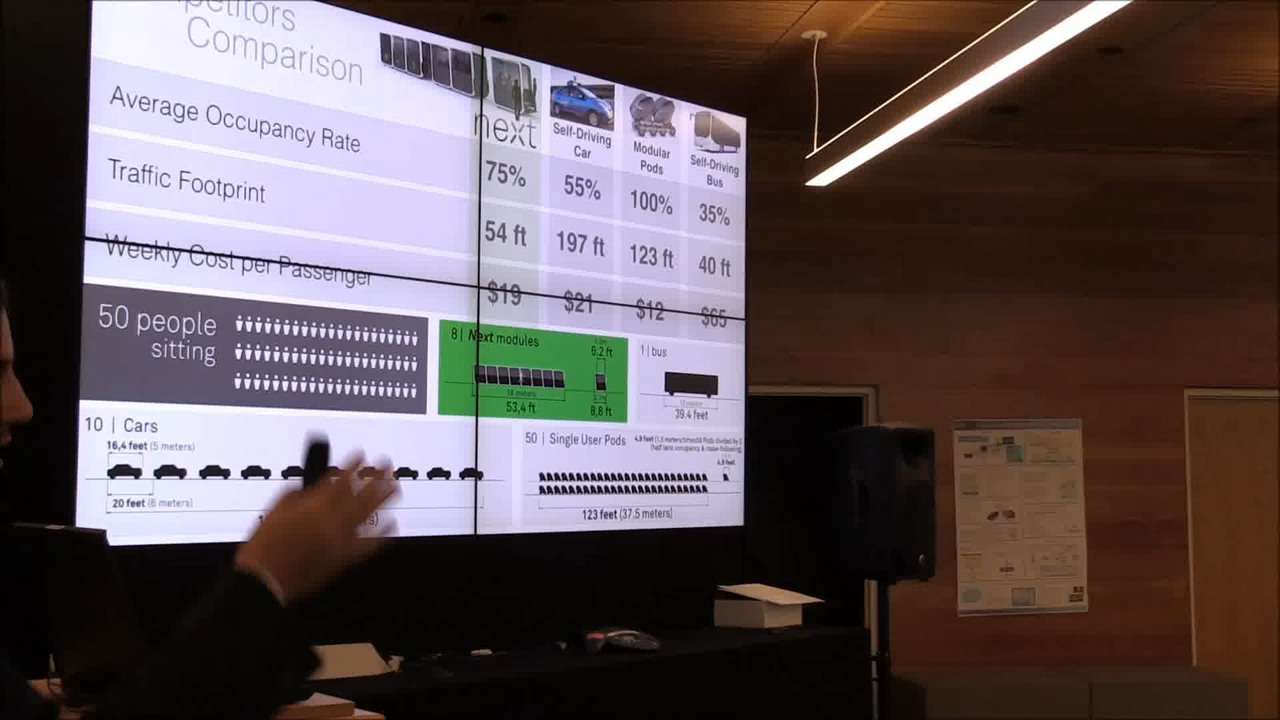 Comparison
next
Self-Driving
Car
Modular
Pods
Self-Driving
Bus
Average Occupancy Rate
75%
55%
100%
35%
Traffic Footprint
54 ft
197 ft
123 ft
40 ft
Weekly Cost per Passenger
$19
$21
$12
$65
50 people
sitting
8 | Next modules
6.2 ft
53,4 ft
8,8 ft
1 | bus
39.4 feet
10 | Cars
16,4 feet (5 meters)
20 feet (6 meters)
50 | Single User Pods
4.9 feet
123 feet (37.5 meters)